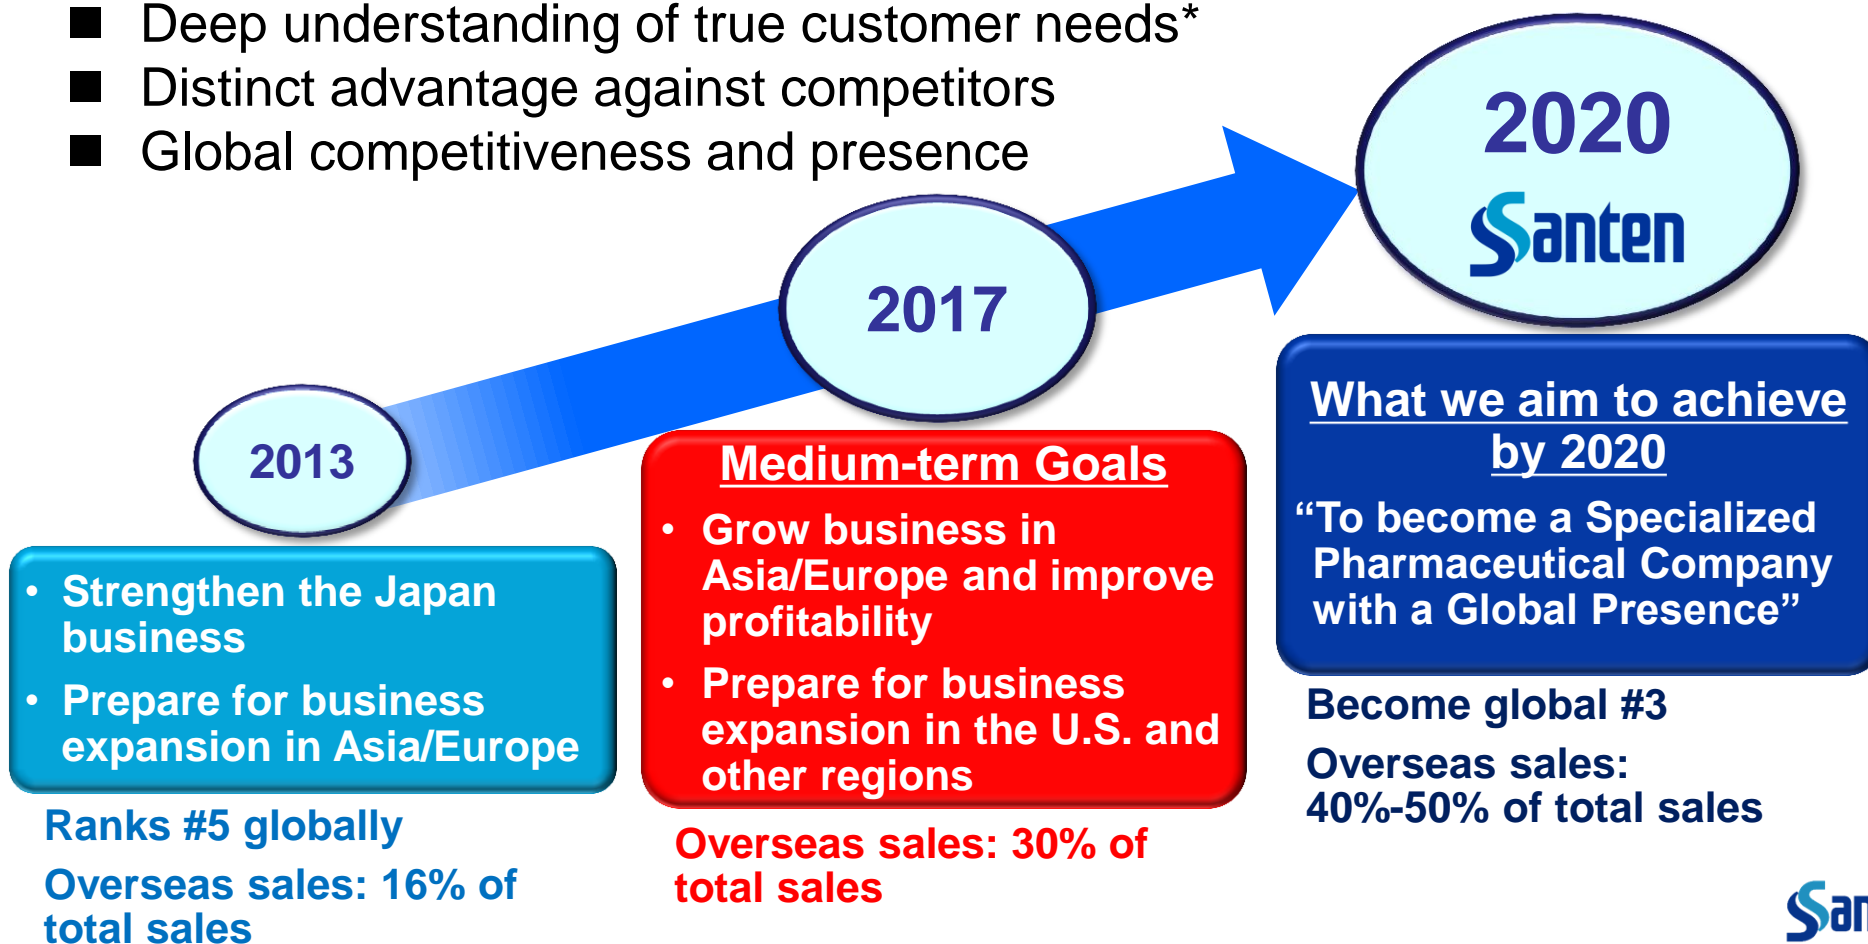 ■ Deep understanding of true customer needs*
■ Distinct advantage against competitors
■ Global competitiveness and presence
2020
Santen
2017
2013
• Strengthen the Japan
business
• Prepare for business
expansion in Asia/Europe
Ranks #5 globally
Overseas sales: 16% of
total sales
Medium-term Goals
• Grow business in
Asia/Europe and improve
profitability
• Prepare for business
expansion in the U.S. and
other regions
Overseas sales: 30% of
total sales
What we aim to achieve
by 2020
“To become a Specialized
Pharmaceutical Company
with a Global Presence”
Become global #3
Overseas sales:
40%-50% of total sales
San